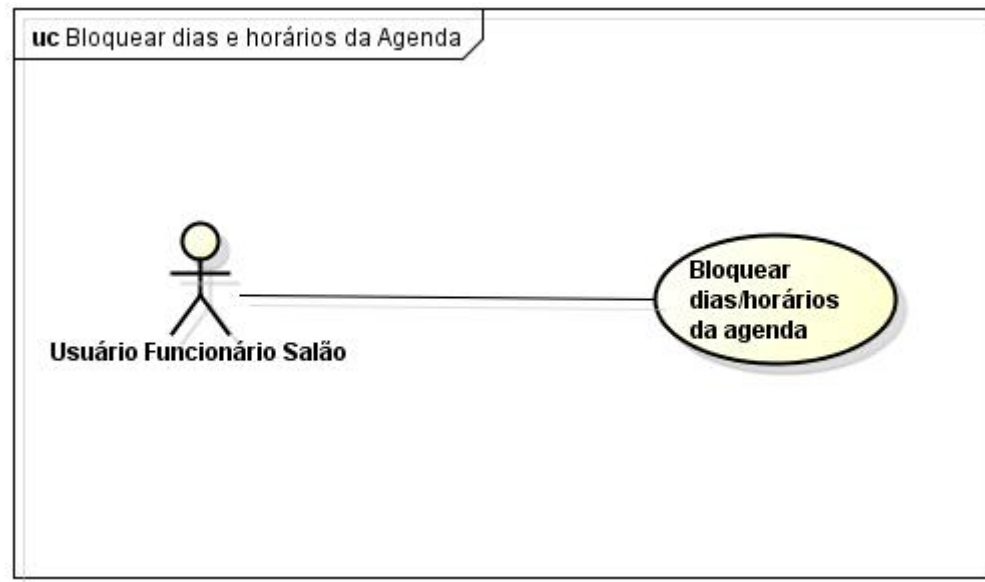 uc Bloquear dias e horários da Agenda
Usuário Funcionário Salão
Bloquear
dias/horários
da agenda